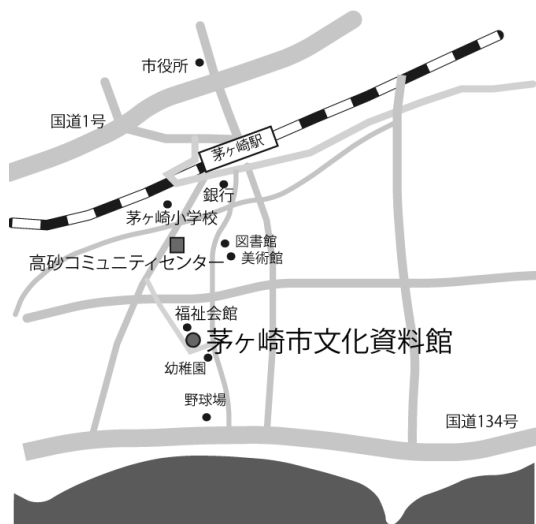 市役所
国道1号
茅ヶ崎駅
銀行
茅ヶ崎小学校
図書館
高砂コミュニティセンター
美術館
福祉会館
茅ヶ崎市文化資料館
幼稚園
野球場
国道134号